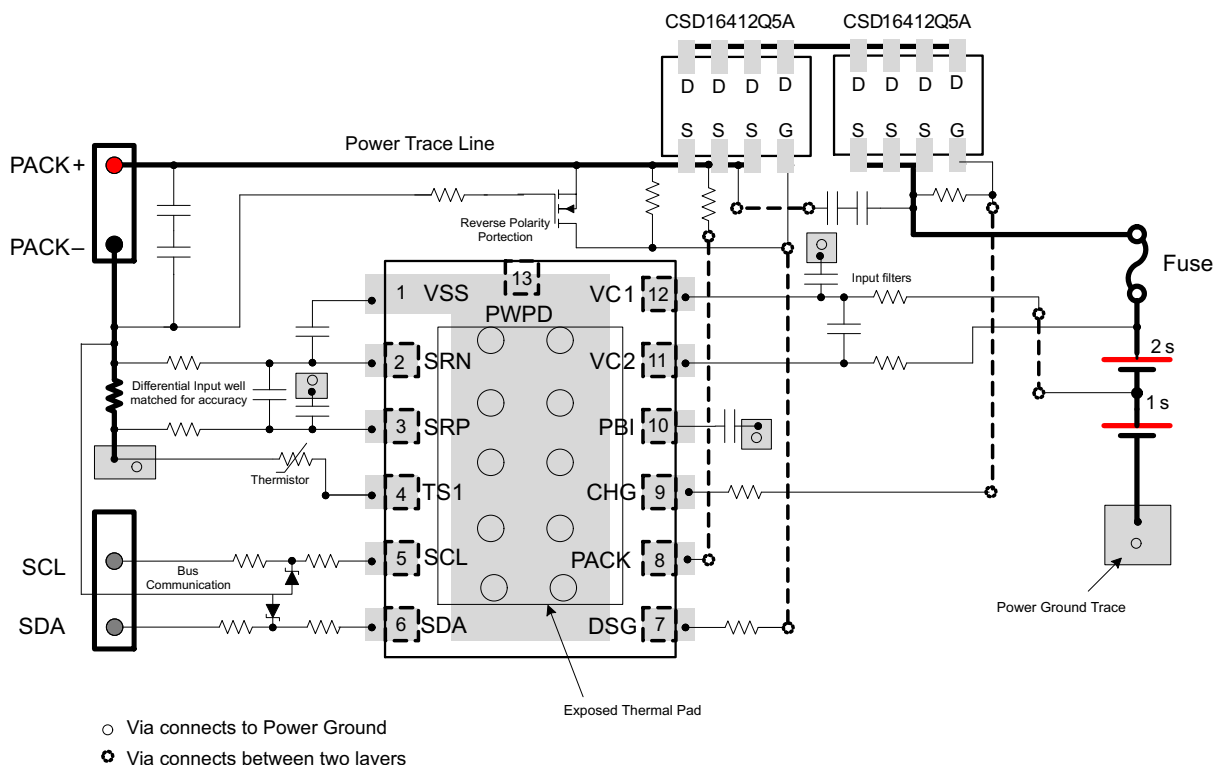 CSD16412Q5A CSD16412Q5A
D D D D D D D D
S S S G S S S G
Power Trace Line
PACK+
PACK–
Reverse Polarity
Portection
Fuse
Input filters
13
1 VSS VC1 12
PWPD
2 SRN VC2 11
2 s
Differential Input well
matched for accuracy
1 s
3 SRP PBI 10
Thermistor
4 TS1 CHG 9
SCL
Bus
Communication
5 SCL PACK 8
SDA
6 SDA DSG 7
Power Ground Trace
Exposed Thermal Pad
Via connects to Power Ground
Via connects between two layers